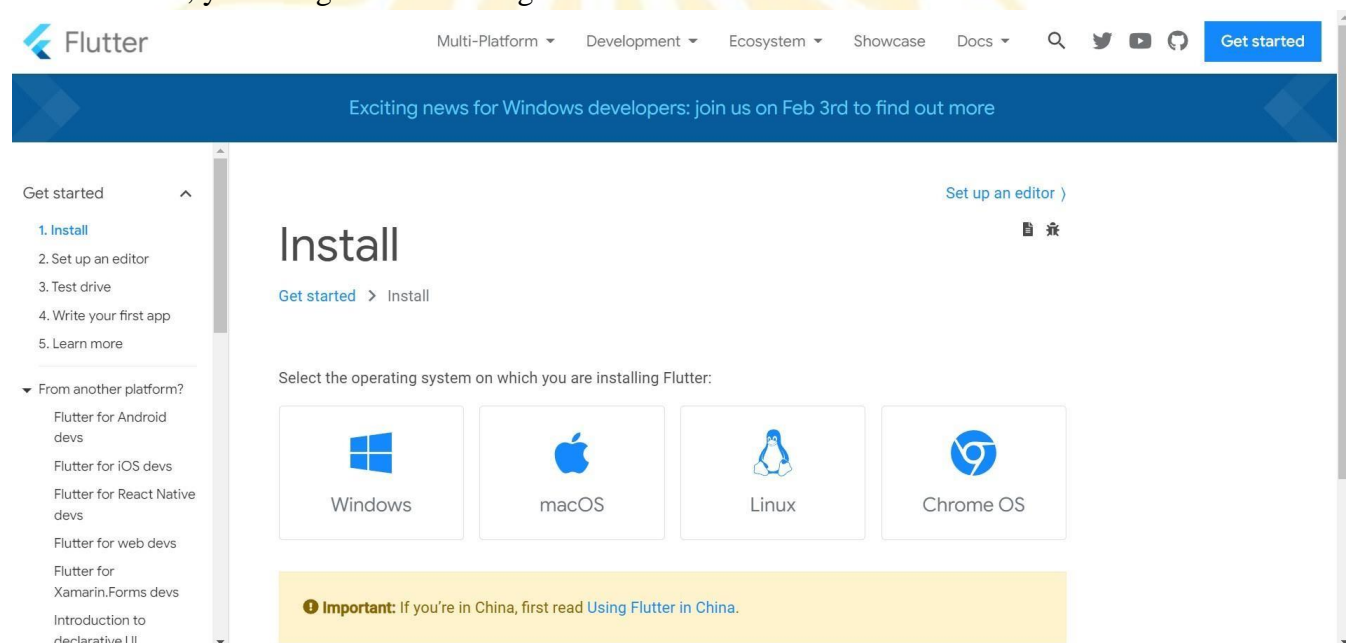 Flutter
Multi-Platform Development Ecosystem Showcase Docs Get started
Exciting news for Windows developers: join us on Feb 3rd to find out more
Get started
1. Install
2. Set up an editor
3. Test drive
4. Write your first app
5. Learn more
From another platform?
Flutter for Android
devs
Flutter for iOS devs
Flutter for React Native
devs
Flutter for web devs
Flutter for
Xamarin.Forms devs
Introduction to
declarative UI
Set up an editor
Install
Get started > Install
Select the operating system on which you are installing Flutter:
Windows
macOS
Linux
Chrome OS
Important: If you're in China, first read Using Flutter in China.